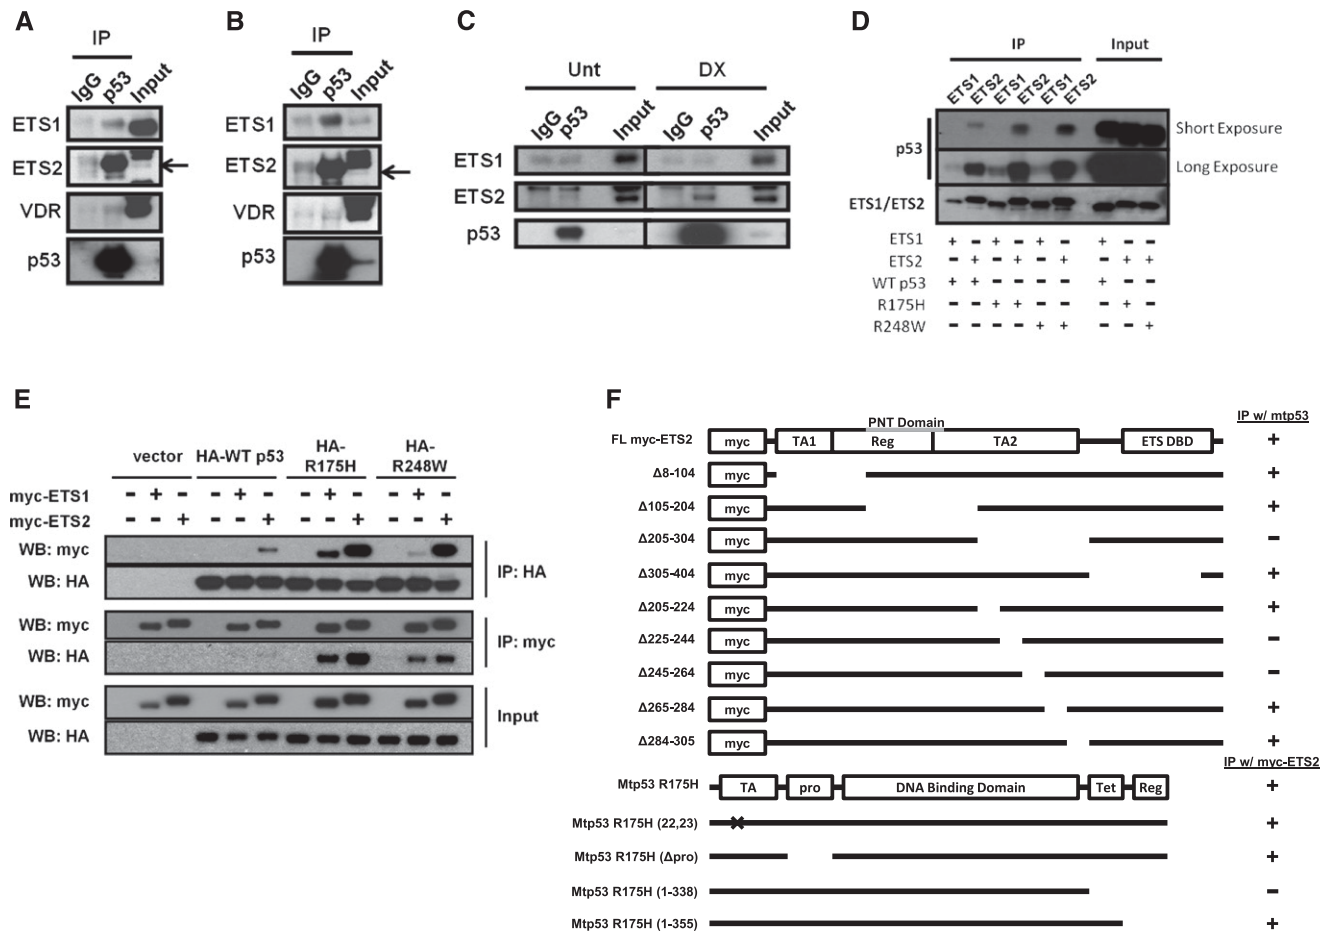 A
IP
IgG p53 Input
ETS1
ETS2
VDR
p53
B
IP
IgG p53 Input
ETS1
ETS2
VDR
p53
C
Unt DX
IgG p53 Input IgG p53 Input
ETS1
ETS2
p53
D
IP Input
ETS1 ETS2 ETS1 ETS2 ETS1 ETS2
p53
Short Exposure
Long Exposure
ETS1/ETS2
ETS1 + - + - + - + - -
ETS2 - + - + - + - + +
WT p53 + + - - - - + - -
R175H - - + + - - - + -
R248W - - - - + + - - +
E
vector HA-WT p53 HA-R175H HA-R248W
myc-ETS1 - + - - + - - + - - + -
myc-ETS2 - - + - - + - - + - - +
WB: myc
WB: HA
IP: HA
WB: myc
WB: HA
IP: myc
WB: myc
WB: HA
Input
F
IP w/ mtp53
PNT Domain
FL myc-ETS2 myc TA1 Reg TA2 ETS DBD +
Δ8-104 myc +
Δ105-204 myc +
Δ205-304 myc -
Δ305-404 myc +
Δ205-224 myc +
Δ225-244 myc -
Δ245-264 myc -
Δ265-284 myc +
Δ284-305 myc +
IP w/ myc-ETS2
Mtp53 R175H TA pro DNA Binding Domain Tet Reg +
Mtp53 R175H (22,23) +
Mtp53 R175H (Δpro) +
Mtp53 R175H (1-338) -
Mtp53 R175H (1-355) +